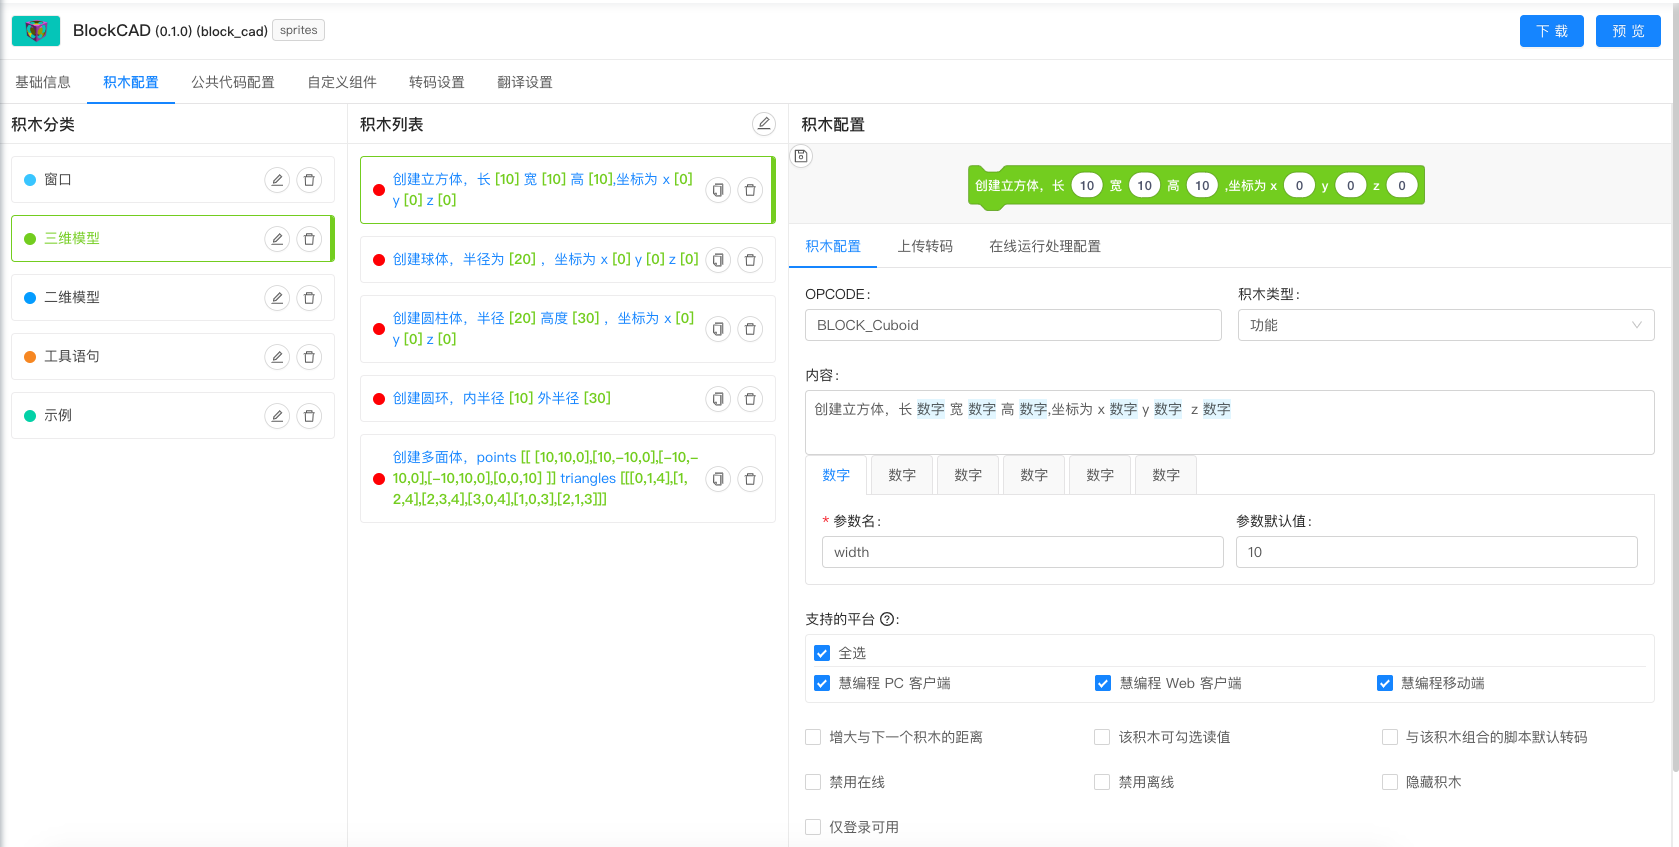 BlockCAD (0.1.0) (block_cad) sprites
下 载
预 览
基础信息 积木配置 公共代码配置 自定义组件 转码设置 翻译设置
积木分类
窗口
三维模型
二维模型
工具语句
示例
积木列表
创建立方体，长 [10] 宽 [10] 高 [10],坐标为 x [0]
y [0] z [0]
创建球体，半径为 [20] ，坐标为 x [0] y [0] z [0]
创建圆柱体，半径 [20] 高度 [30] ，坐标为 x [0]
y [0] z [0]
创建圆环，内半径 [10] 外半径 [30]
创建多面体，points [[ [10,10,0],[10,-10,0],[-10,-
10,0],[-10,10,0],[0,0,10] ]] triangles [[[0,1,4],[1,
2,4],[2,3,4],[3,0,4],[1,0,3],[2,1,3]]]
积木配置
创建立方体，长 10 宽 10 高 10 ,坐标为 x 0 y 0 z 0
积木配置 上传转码 在线运行处理配置
OPCODE:
BLOCK_Cuboid
积木类型:
功能
内容:
创建立方体，长 数字 宽 数字 高 数字,坐标为 x 数字 y 数字 z 数字
数字 数字 数字 数字 数字 数字
* 参数名:
width
参数默认值:
10
支持的平台 ?:
全选
慧编程 PC 客户端 慧编程 Web 客户端 慧编程移动端
增大与下一个积木的距离 该积木可勾选读值 与该积木组合的脚本默认转码
禁用在线 禁用离线 隐藏积木
仅登录可用